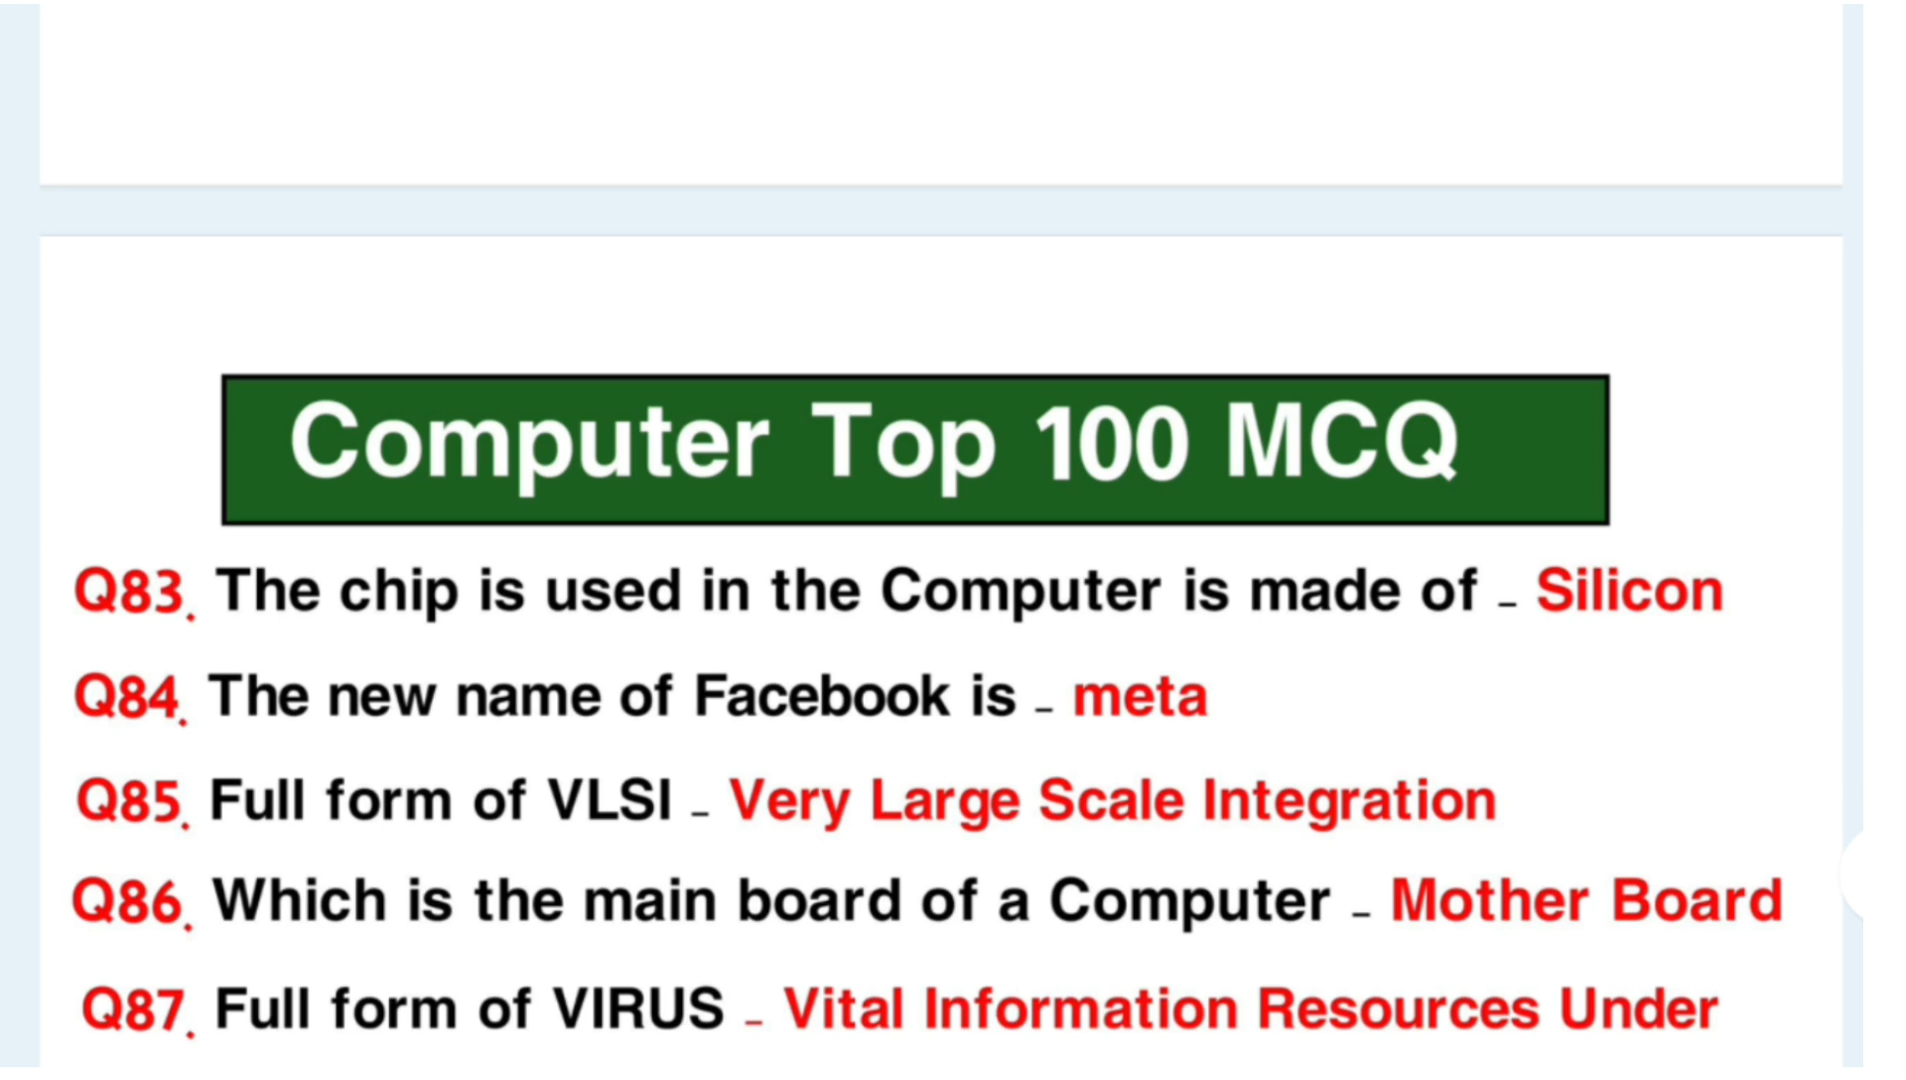 Computer Top 100 MCQ
Q83. The chip is used in the Computer is made of - Silicon
Q84. The new name of Facebook is - meta
Q85. Full form of VLSI - Very Large Scale Integration
Q86. Which is the main board of a Computer - Mother Board
Q87. Full form of VIRUS - Vital Information Resources Under